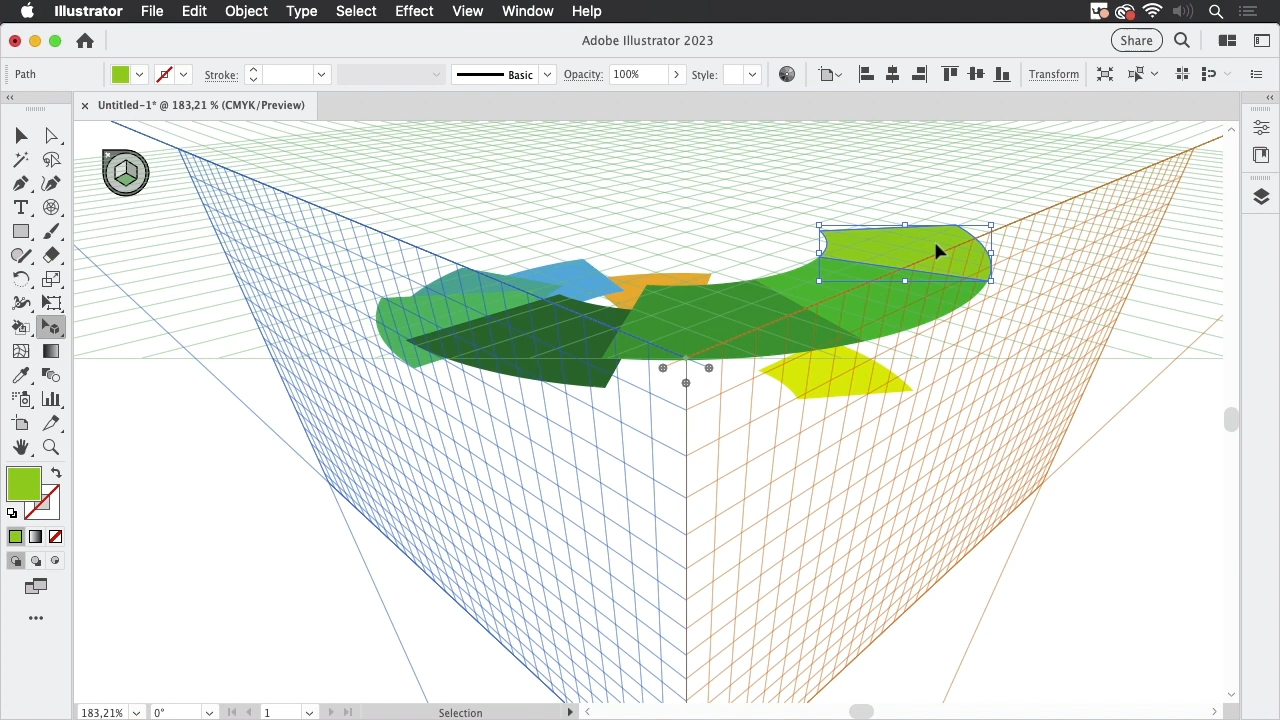 Illustrator File Edit Object Type Select Effect View Window Help
Adobe Illustrator 2023
Share
Path
Stroke:
Basic
Opacity:
100%
Style:
Transform
Untitled-1* @ 183,21 % (CMYK/Preview)
183,21%
0°
1
Selection